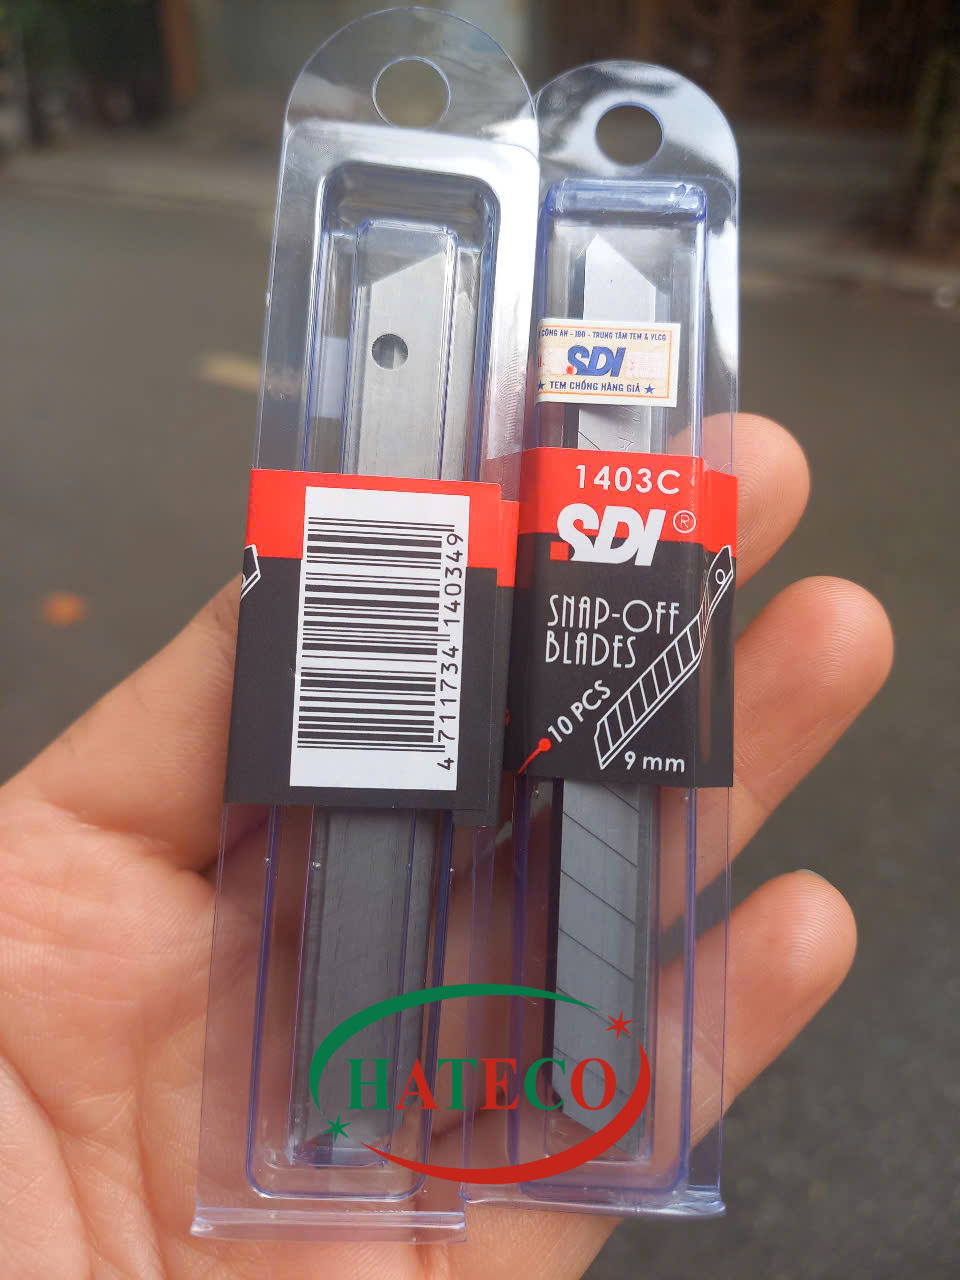 CÔNG AN - IBD - TRUNG TÂM TEM & VLCG
SDI
★ TEM CHỐNG HÀNG GIẢ ★
1403C
SDI ®
SNAP-OFF
BLADES
10 PCS
9 mm
4 711734 140349
HATECO